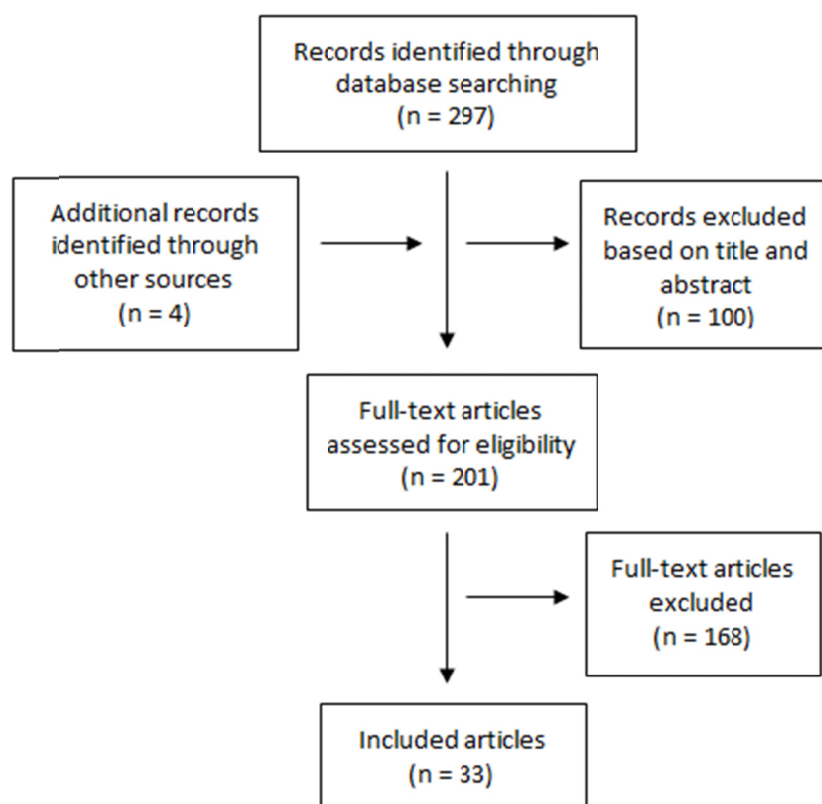 Records identified through
database searching
(n = 297)
Additional records
identified through
other sources
(n = 4)
Records excluded
based on title and
abstract
(n = 100)
Full-text articles
assessed for eligibility
(n = 201)
Full-text articles
excluded
(n = 168)
Included articles
(n = 33)